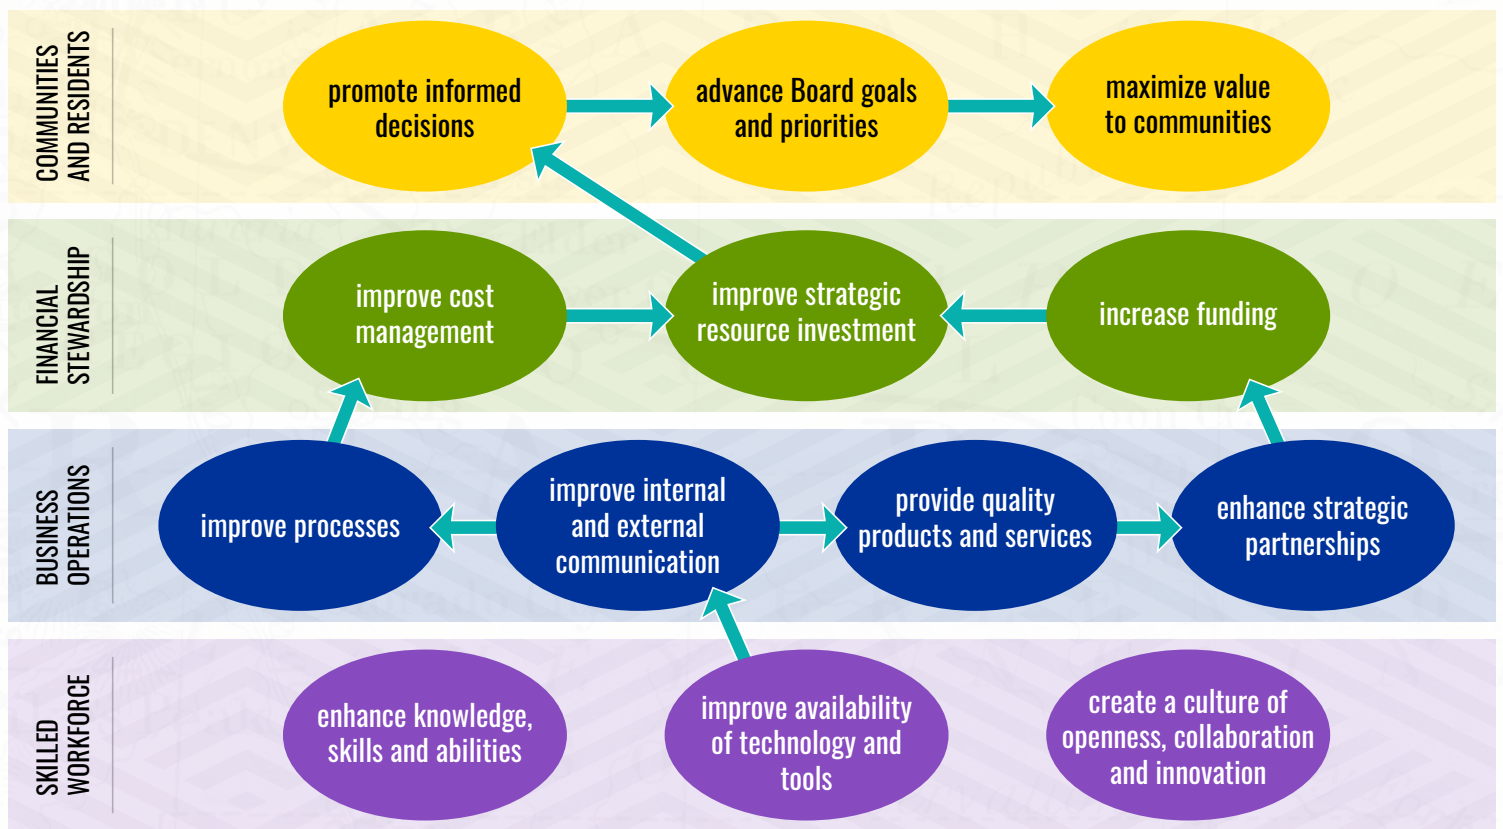 COMMUNITIES
AND RESIDENTS
promote informed
decisions
advance Board goals
and priorities
maximize value
to communities
FINANCIAL
STEWARDSHIP
improve cost
management
improve strategic
resource investment
increase funding
BUSINESS
OPERATIONS
improve processes
improve internal
and external
communication
provide quality
products and services
enhance strategic
partnerships
SKILLED
WORKFORCE
enhance knowledge,
skills and abilities
improve availability
of technology and
tools
create a culture of
openness, collaboration
and innovation